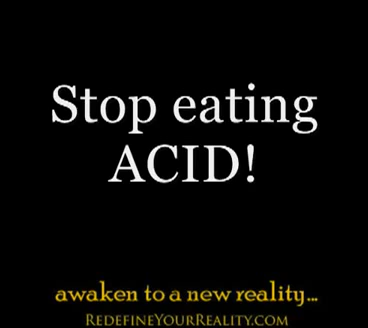 Stop eating
ACID!
awaken to a new reality...
REDEFINEYOURREALITY.COM